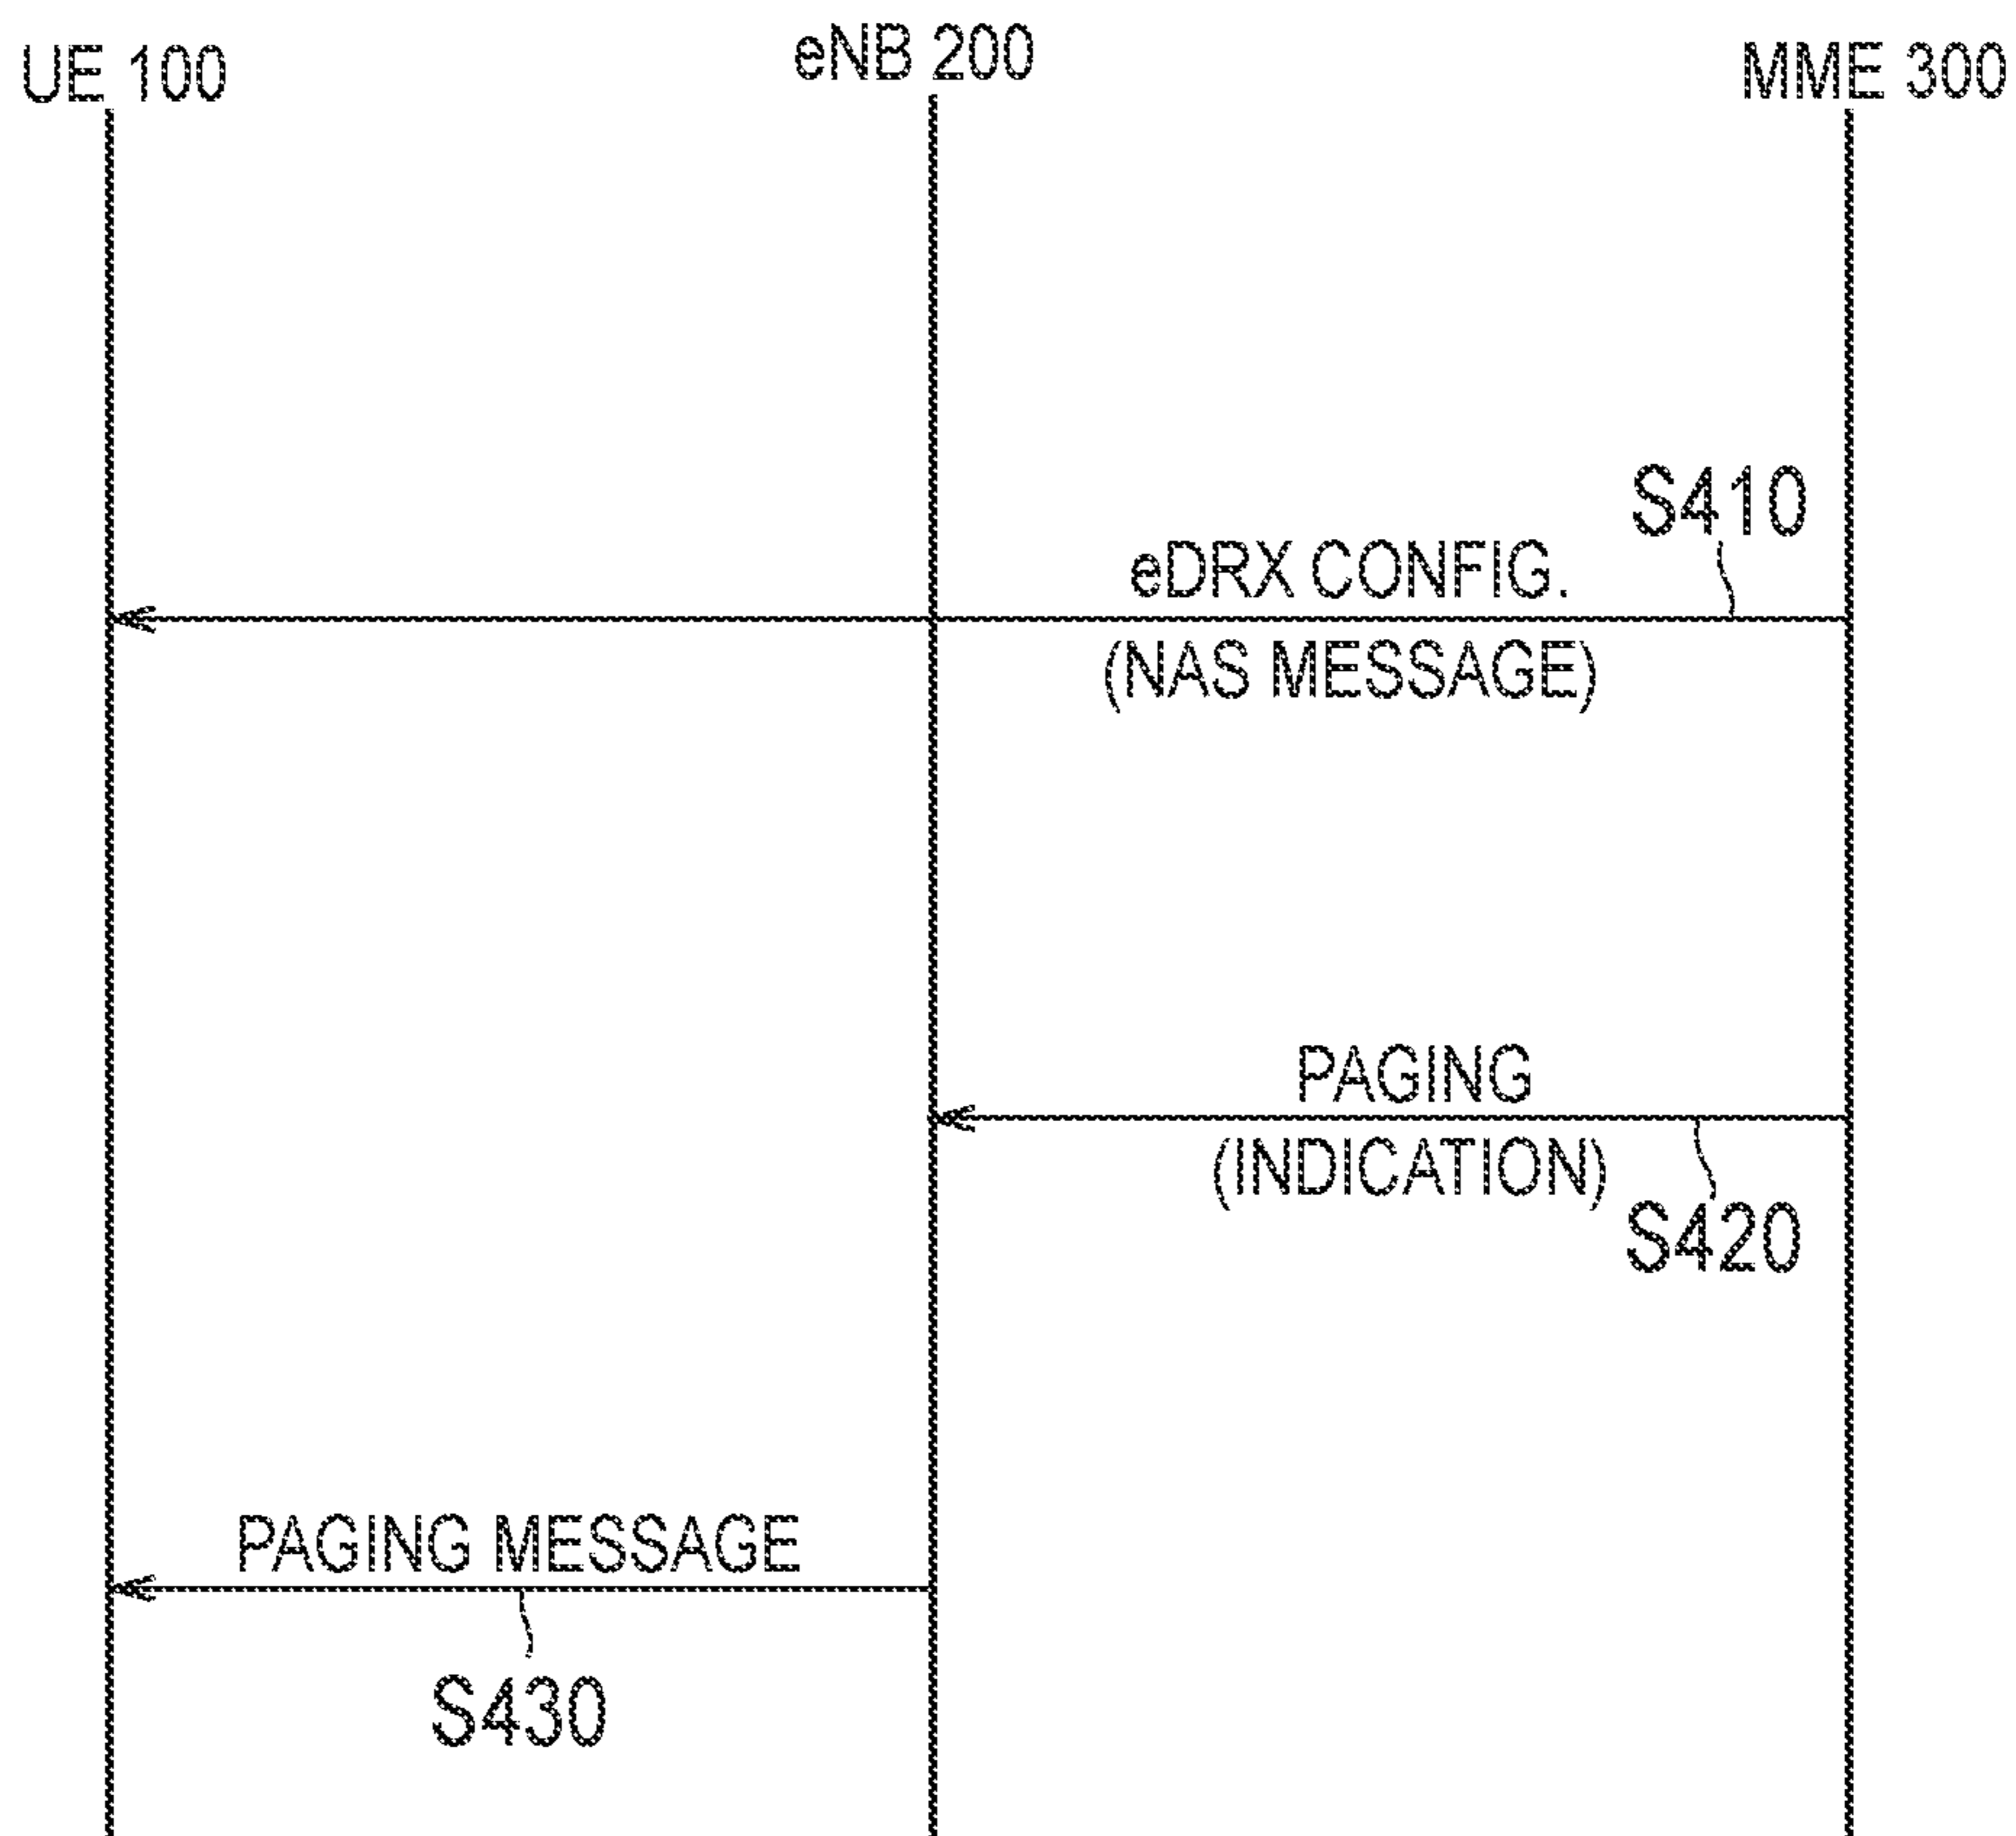 UE 100
eNB 200
MME 300
S410
eDRX CONFIG.
(NAS MESSAGE)
PAGING
(INDICATION)
S420
PAGING MESSAGE
S430